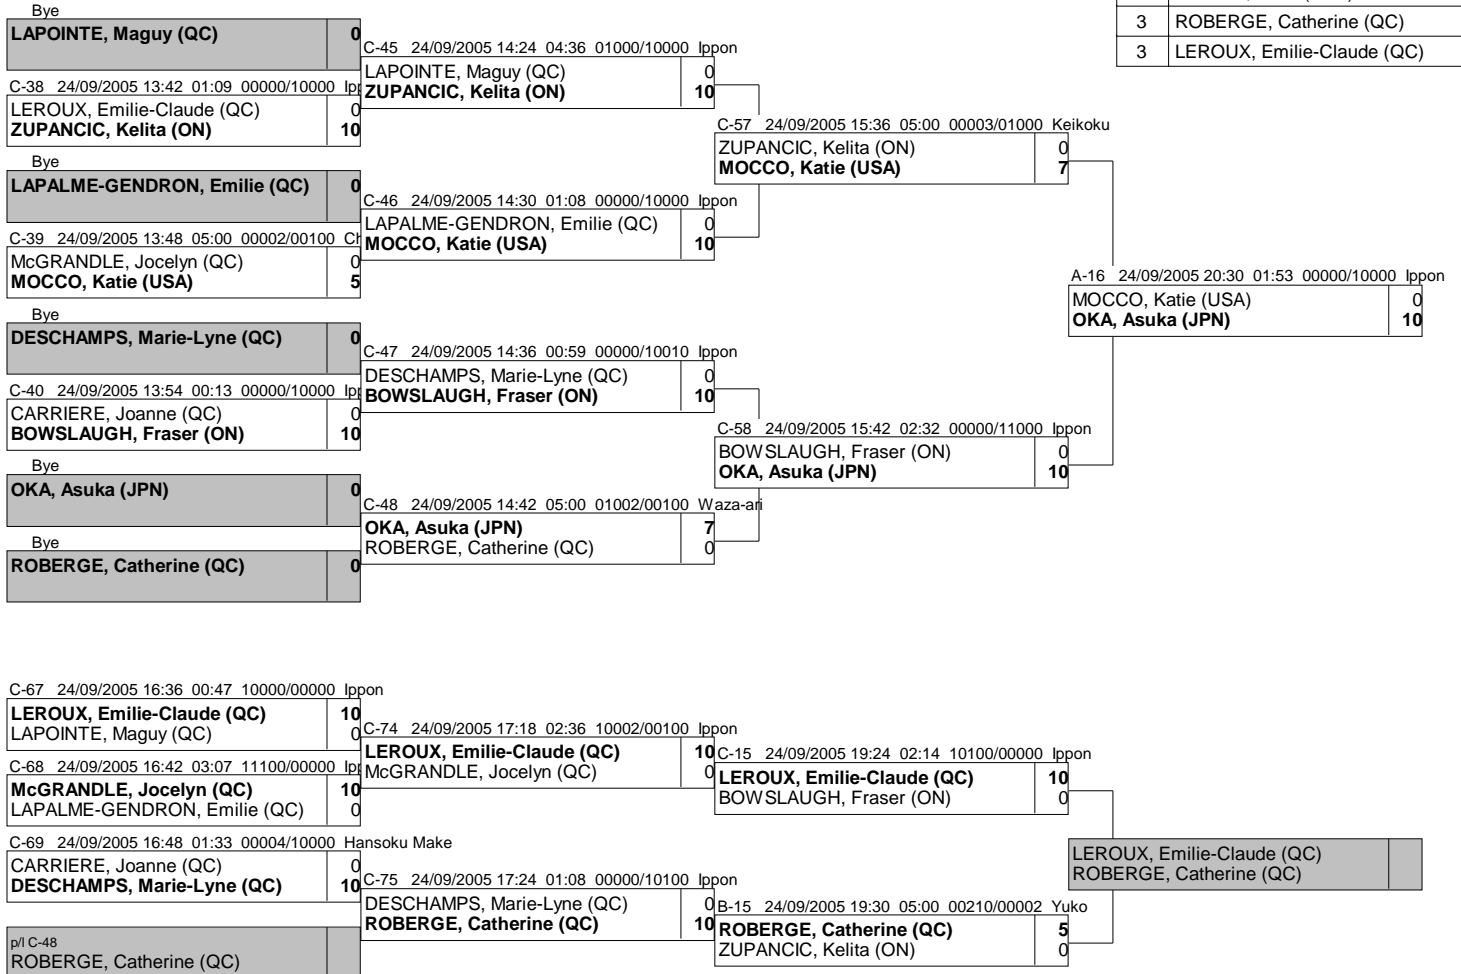 3 ROBERGE, Catherine (QC)
3 LEROUX, Emilie-Claude (QC)
Bye
LAPOINTE, Maguy (QC) 0
C-38 24/09/2005 13:42 01:09 00000/10000
LEROUX, Emilie-Claude (QC) 0
ZUPANCIC, Kelita (ON) 10
Bye
LAPALME-GENDRON, Emilie (QC) 0
C-39 24/09/2005 13:48 05:00 00002/00100
McGRANDLE, Jocelyn (QC) 0
MOCCO, Katie (USA) 5
Bye
DESCHAMPS, Marie-Lyne (QC) 0
C-40 24/09/2005 13:54 00:13 00000/10000
CARRIERE, Joanne (QC) 0
BOWSLAUGH, Fraser (ON) 10
Bye
OKA, Asuka (JPN) 0
Bye
ROBERGE, Catherine (QC) 0
C-45 24/09/2005 14:24 04:36 01000/10000 Ippon
LAPOINTE, Maguy (QC) 0
ZUPANCIC, Kelita (ON) 10
C-46 24/09/2005 14:30 01:08 00000/10000 Ippon
LAPALME-GENDRON, Emilie (QC) 0
MOCCO, Katie (USA) 10
C-47 24/09/2005 14:36 00:59 00000/10010 Ippon
DESCHAMPS, Marie-Lyne (QC) 0
BOWSLAUGH, Fraser (ON) 10
C-48 24/09/2005 14:42 05:00 01002/00100 Waza-ari
OKA, Asuka (JPN) 7
ROBERGE, Catherine (QC) 0
C-57 24/09/2005 15:36 05:00 00003/01000 Keikoku
ZUPANCIC, Kelita (ON) 0
MOCCO, Katie (USA) 7
C-58 24/09/2005 15:42 02:32 00000/11000 Ippon
BOWSLAUGH, Fraser (ON) 0
OKA, Asuka (JPN) 10
A-16 24/09/2005 20:30 01:53 00000/10000 Ippon
MOCCO, Katie (USA) 0
OKA, Asuka (JPN) 10
C-67 24/09/2005 16:36 00:47 10000/00000 Ippon
LEROUX, Emilie-Claude (QC) 10
LAPOINTE, Maguy (QC) 0
C-68 24/09/2005 16:42 03:07 11100/00000
McGRANDLE, Jocelyn (QC) 10
LAPALME-GENDRON, Emilie (QC) 0
C-69 24/09/2005 16:48 01:33 00004/10000 Hansoku Make
CARRIERE, Joanne (QC) 0
DESCHAMPS, Marie-Lyne (QC) 10
p/l C-48
ROBERGE, Catherine (QC)
C-74 24/09/2005 17:18 02:36 10002/00100 Ippon
LEROUX, Emilie-Claude (QC) 10
McGRANDLE, Jocelyn (QC) 0
C-75 24/09/2005 17:24 01:08 00000/10100 Ippon
DESCHAMPS, Marie-Lyne (QC) 0
ROBERGE, Catherine (QC) 10
C-15 24/09/2005 19:24 02:14 10100/00000 Ippon
LEROUX, Emilie-Claude (QC) 10
BOWSLAUGH, Fraser (ON) 0
B-15 24/09/2005 19:30 05:00 00210/00002 Yuko
ROBERGE, Catherine (QC) 5
ZUPANCIC, Kelita (ON) 0
LEROUX, Emilie-Claude (QC)
ROBERGE, Catherine (QC)